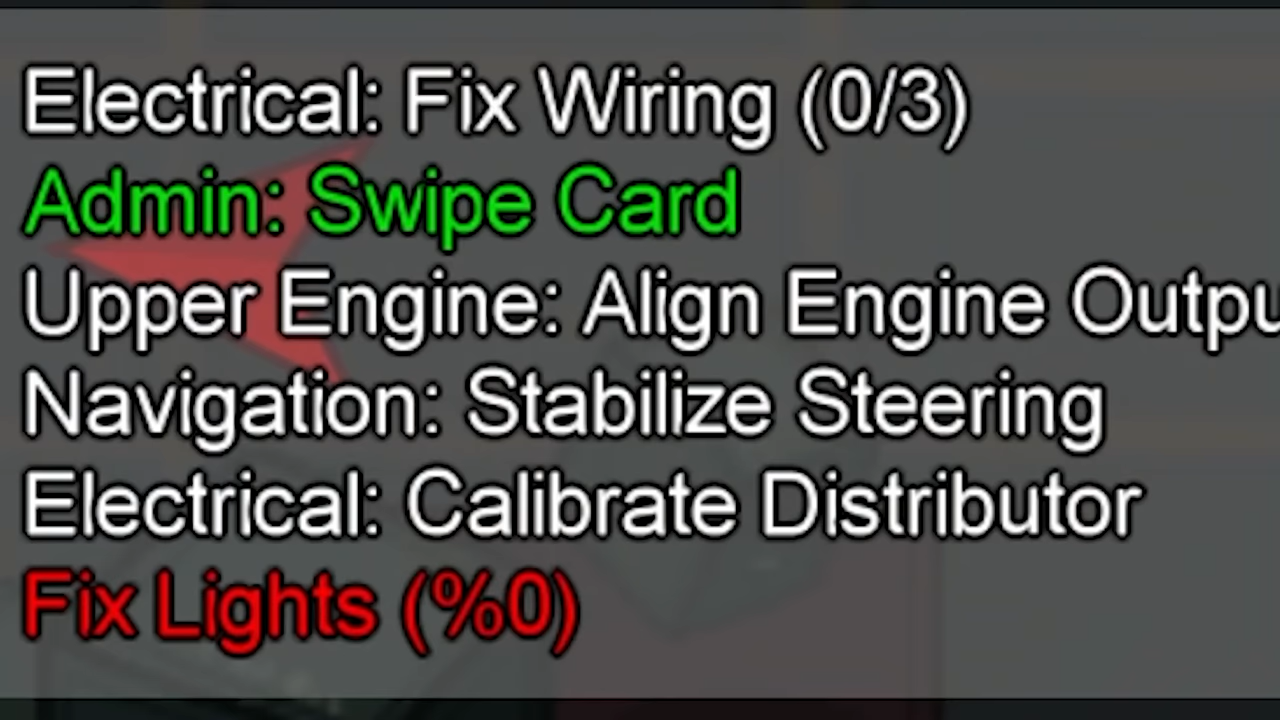 Electrical: Fix Wiring (0/3)
Admin: Swipe Card
Upper Engine: Align Engine Outpu
Navigation: Stabilize Steering
Electrical: Calibrate Distributor
Fix Lights (%0)